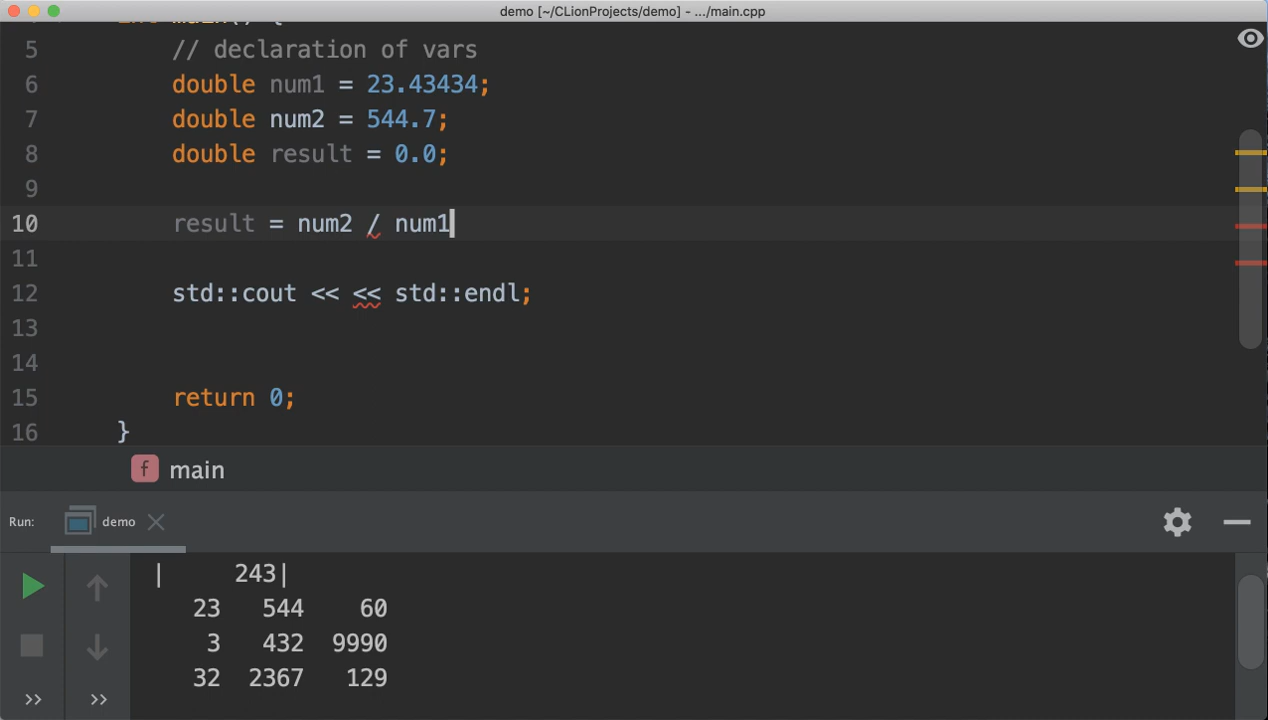 demo [~/CLionProjects/demo] - .../main.cpp
5 // declaration of vars
6 double num1 = 23.43434;
7 double num2 = 544.7;
8 double result = 0.0;
9
10 result = num2 / num1
11
12 std::cout << << std::endl;
13
14
15 return 0;
16 }
f main
Run: demo
| 243|
23 544 60
3 432 9990
32 2367 129